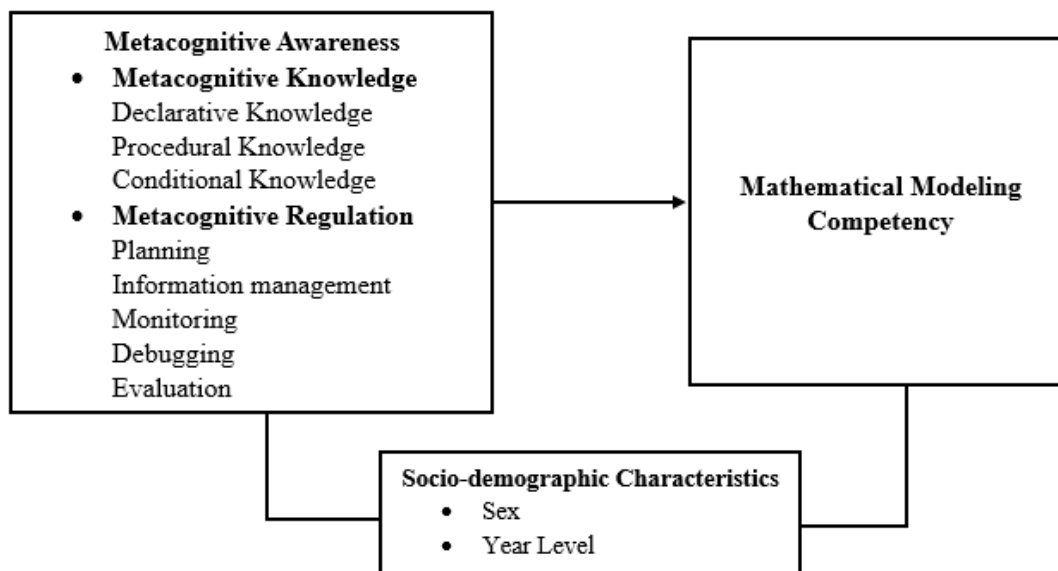 Metacognitive Awareness
• Metacognitive Knowledge
Declarative Knowledge
Procedural Knowledge
Conditional Knowledge
• Metacognitive Regulation
Planning
Information management
Monitoring
Debugging
Evaluation
Mathematical Modeling
Competency
Socio-demographic Characteristics
• Sex
• Year Level